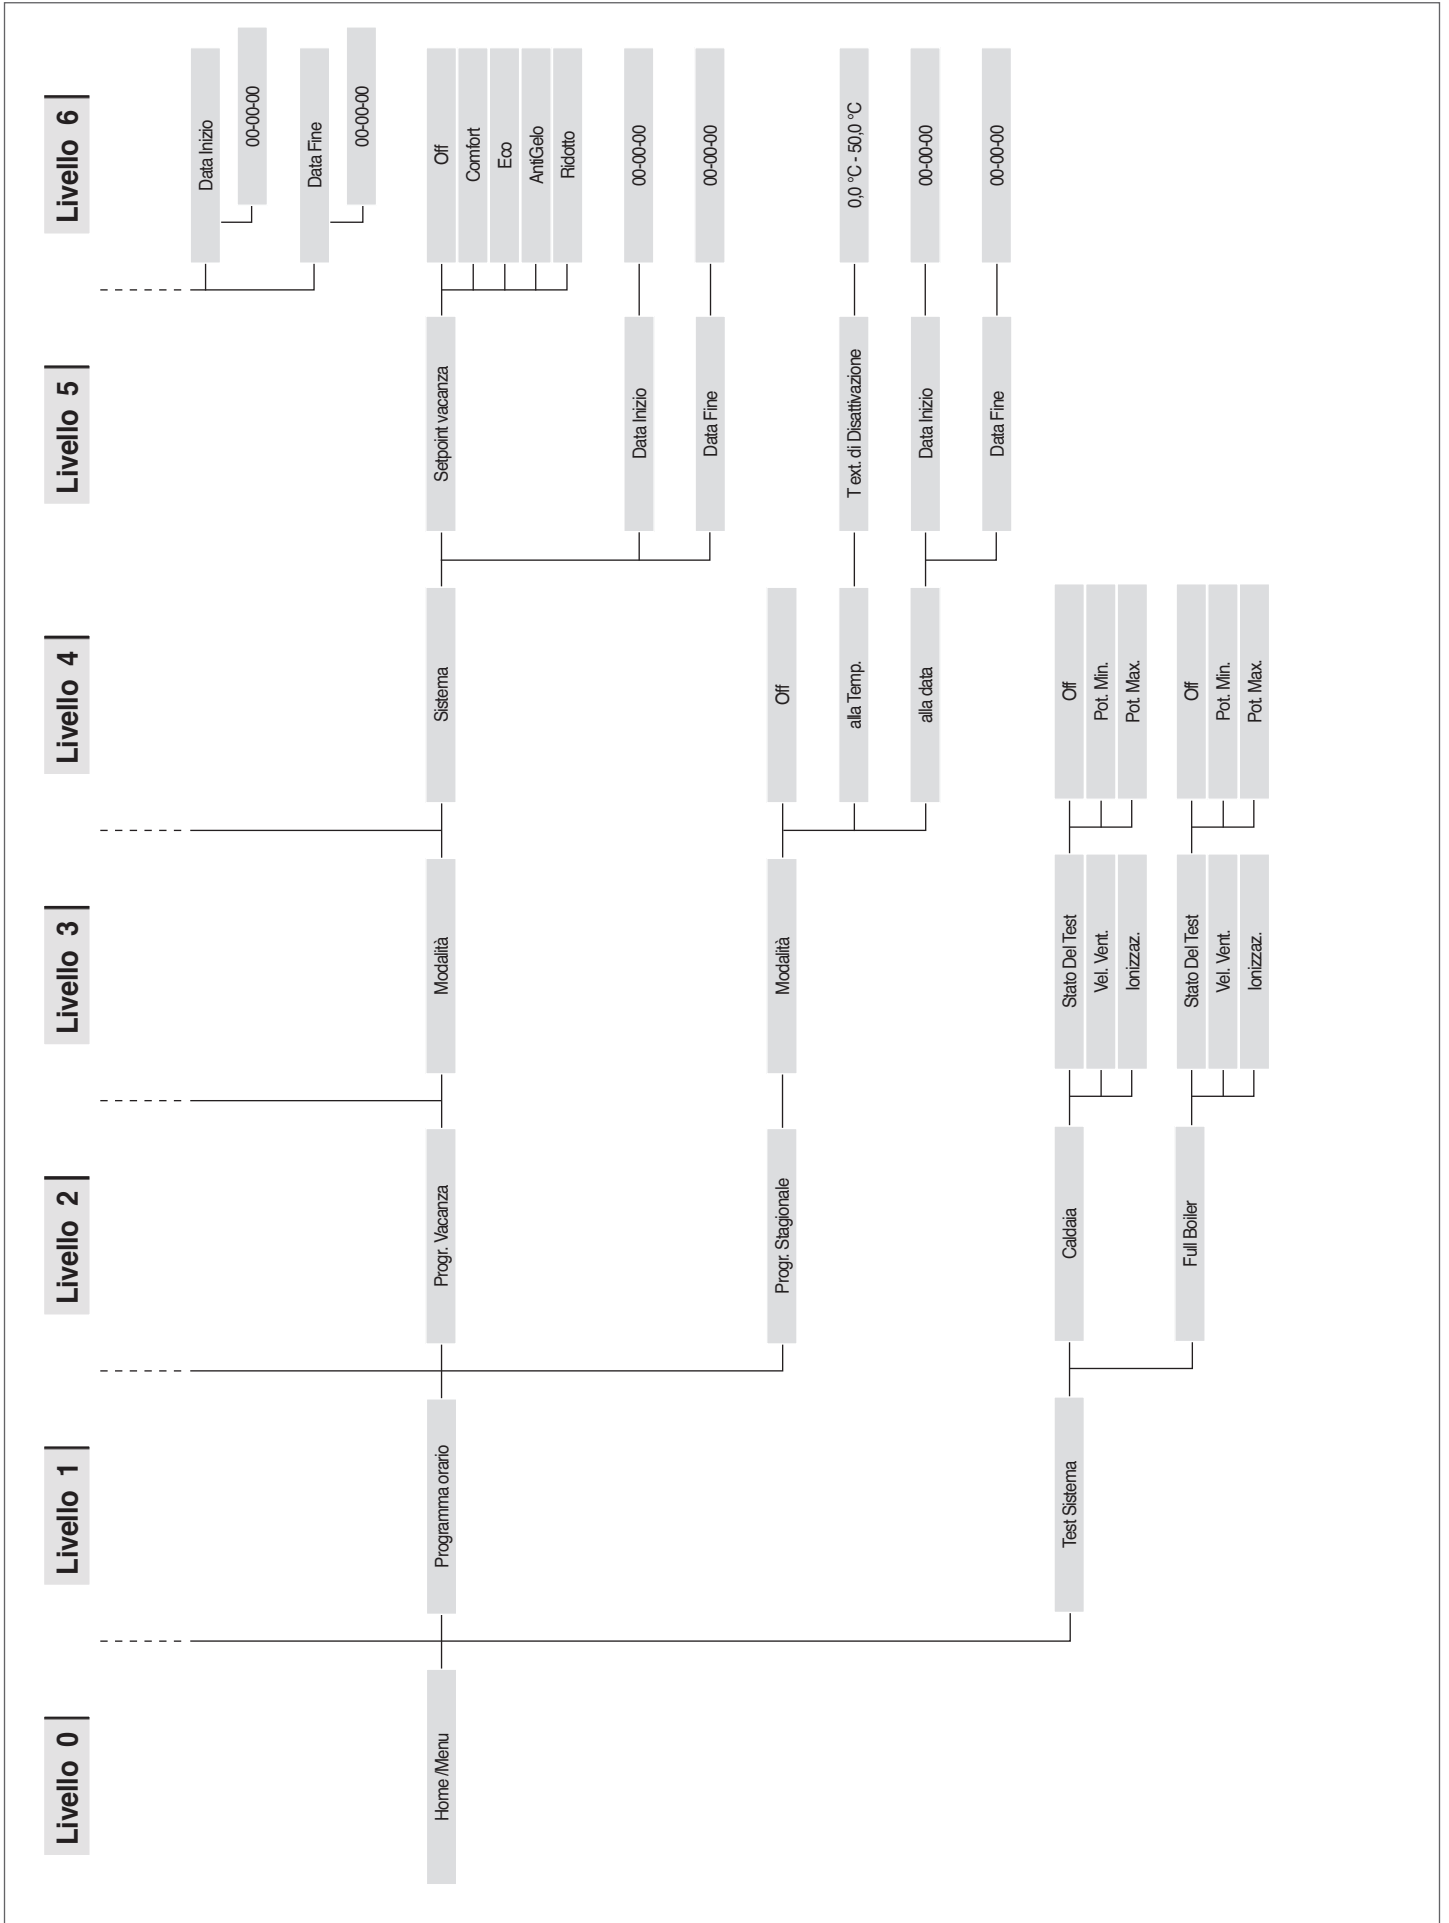 Livello 0
Livello 1
Livello 2
Livello 3
Livello 4
Livello 5
Livello 6
Data Inizio
00-00-00
Data Fine
00-00-00
Home /Menu
Programma orario
Progr. Vacanza
Modalità
Sistema
Setpoint vacanza
Off
Comfort
Eco
AntiGelo
Ridotto
Data Inizio
00-00-00
Data Fine
00-00-00
Progr. Stagionale
Modalità
Off
alla Temp.
T ext. di Disattivazione
0,0 °C - 50,0 °C
alla data
Data Inizio
00-00-00
Data Fine
00-00-00
Test Sistema
Caldaia
Stato Del Test
Off
Vel. Vent.
Pot. Min.
Ionizzaz.
Pot. Max.
Full Boiler
Stato Del Test
Off
Vel. Vent.
Pot. Min.
Ionizzaz.
Pot. Max.